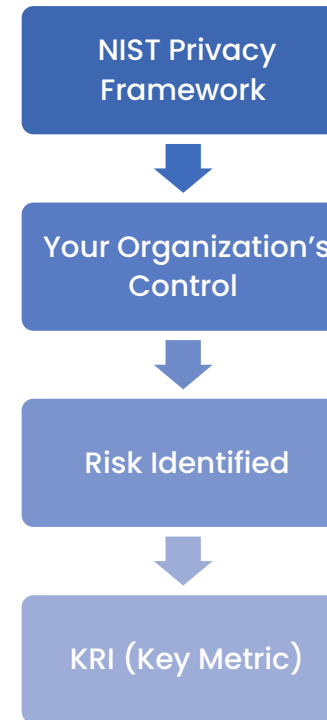 NIST Privacy
Framework
Your Organization's
Control
Risk Identified
KRI (Key Metric)